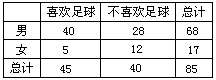 喜欢足球 不喜欢足球 总计
男 40 28 68
女 5 12 17
总计 45 40 85